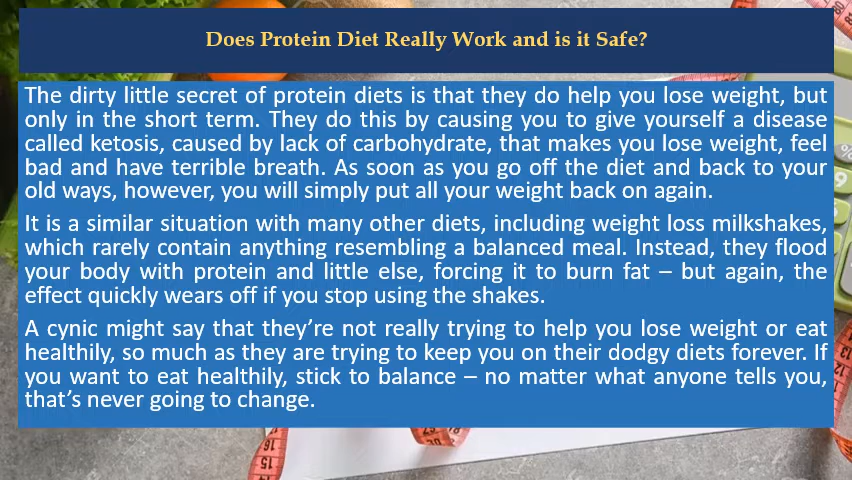 Does Protein Diet Really Work and is it Safe?
The dirty little secret of protein diets is that they do help you lose weight, but
only in the short term. They do this by causing you to give yourself a disease
called ketosis, caused by lack of carbohydrate, that makes you lose weight, feel
bad and have terrible breath. As soon as you go off the diet and back to your
old ways, however, you will simply put all your weight back on again.
It is a similar situation with many other diets, including weight loss milkshakes,
which rarely contain anything resembling a balanced meal. Instead, they flood
your body with protein and little else, forcing it to burn fat – but again, the
effect quickly wears off if you stop using the shakes.
A cynic might say that they’re not really trying to help you lose weight or eat
healthily, so much as they are trying to keep you on their dodgy diets forever. If
you want to eat healthily, stick to balance – no matter what anyone tells you,
that’s never going to change.